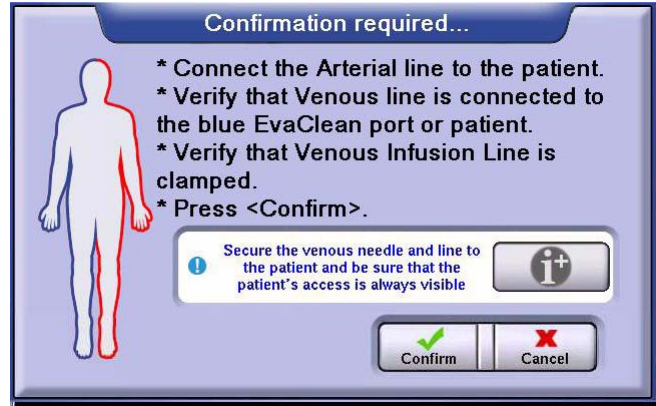 Confirmation required...
* Connect the Arterial line to the patient.
* Verify that Venous line is connected to
the blue EvaClean port or patient.
* Verify that Venous Infusion Line is
clamped.
* Press <Confirm>.
Secure the venous needle and line to
the patient and be sure that the
patient's access is always visible
Confirm
Cancel